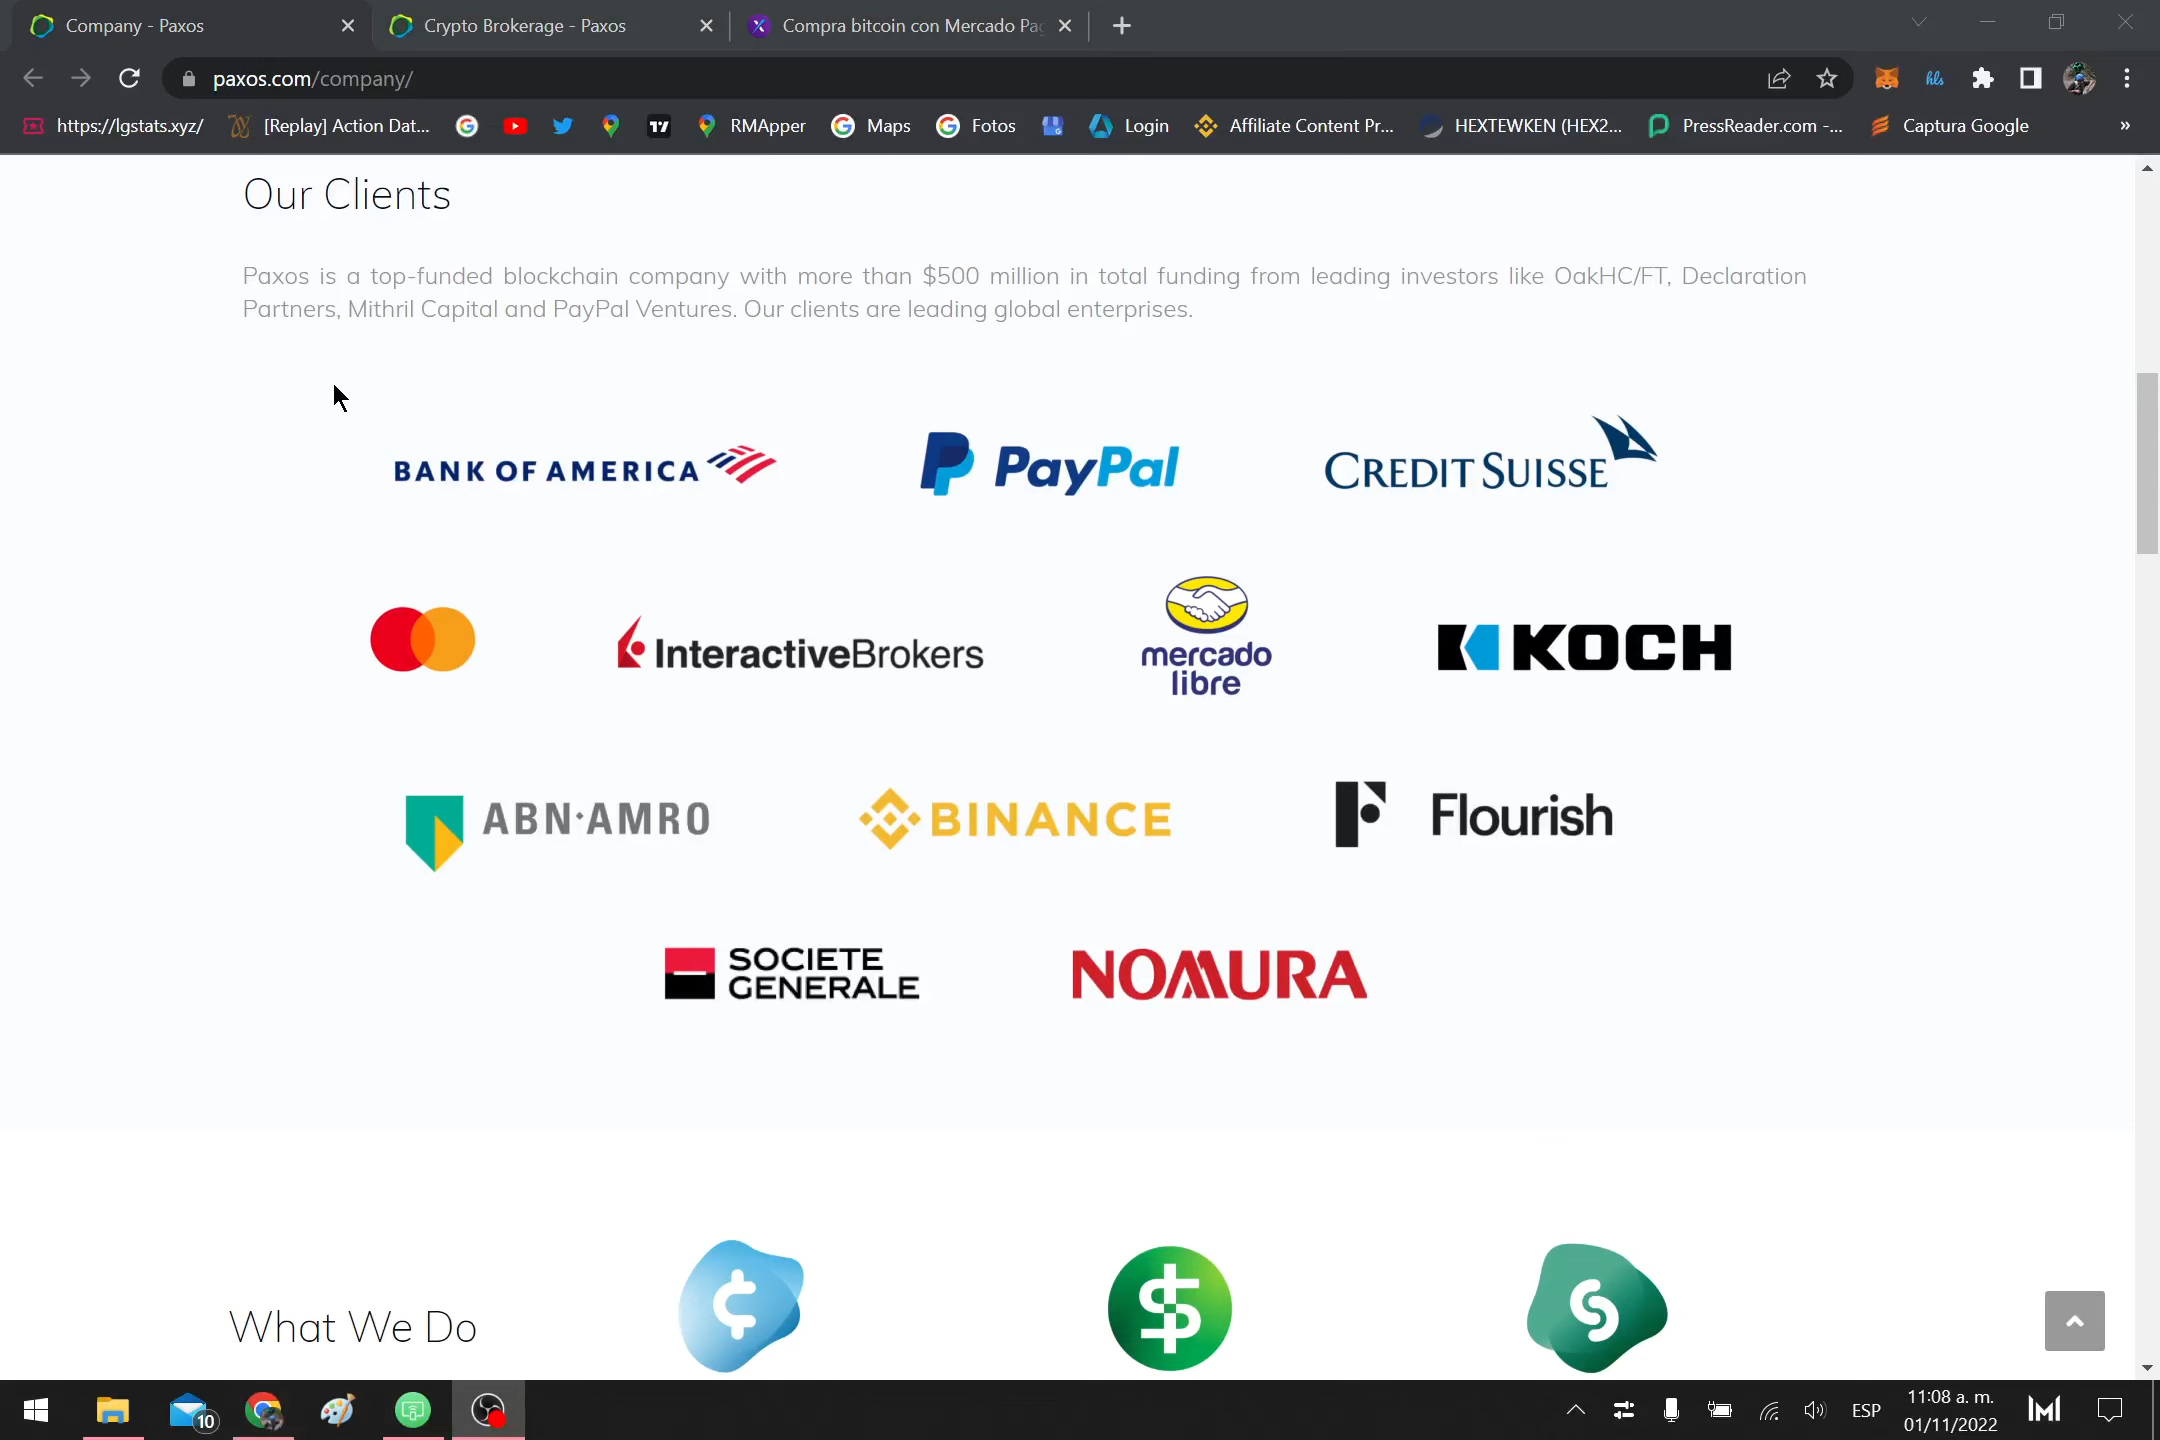 Company - Paxos
Crypto Brokerage - Paxos
Compra bitcoin con Mercado Pa
paxos.com/company/
https://lgstats.xyz/
[Replay] Action Dat...
RMApper
Maps
Fotos
Login
Affiliate Content Pr...
HEXTEWKEN (HEX2...
PressReader.com -...
Captura Google
»
Our Clients
Paxos is a top-funded blockchain company with more than $500 million in total funding from leading investors like OakHC/FT, Declaration
Partners, Mithril Capital and PayPal Ventures. Our clients are leading global enterprises.
BANK OF AMERICA
PayPal
CREDIT SUISSE
InteractiveBrokers
mercado
libre
KOCH
ABN·AMRO
BINANCE
Flourish
SOCIETE
GENERALE
NOMURA
What We Do
10
ESP
11:08 a. m.
01/11/2022